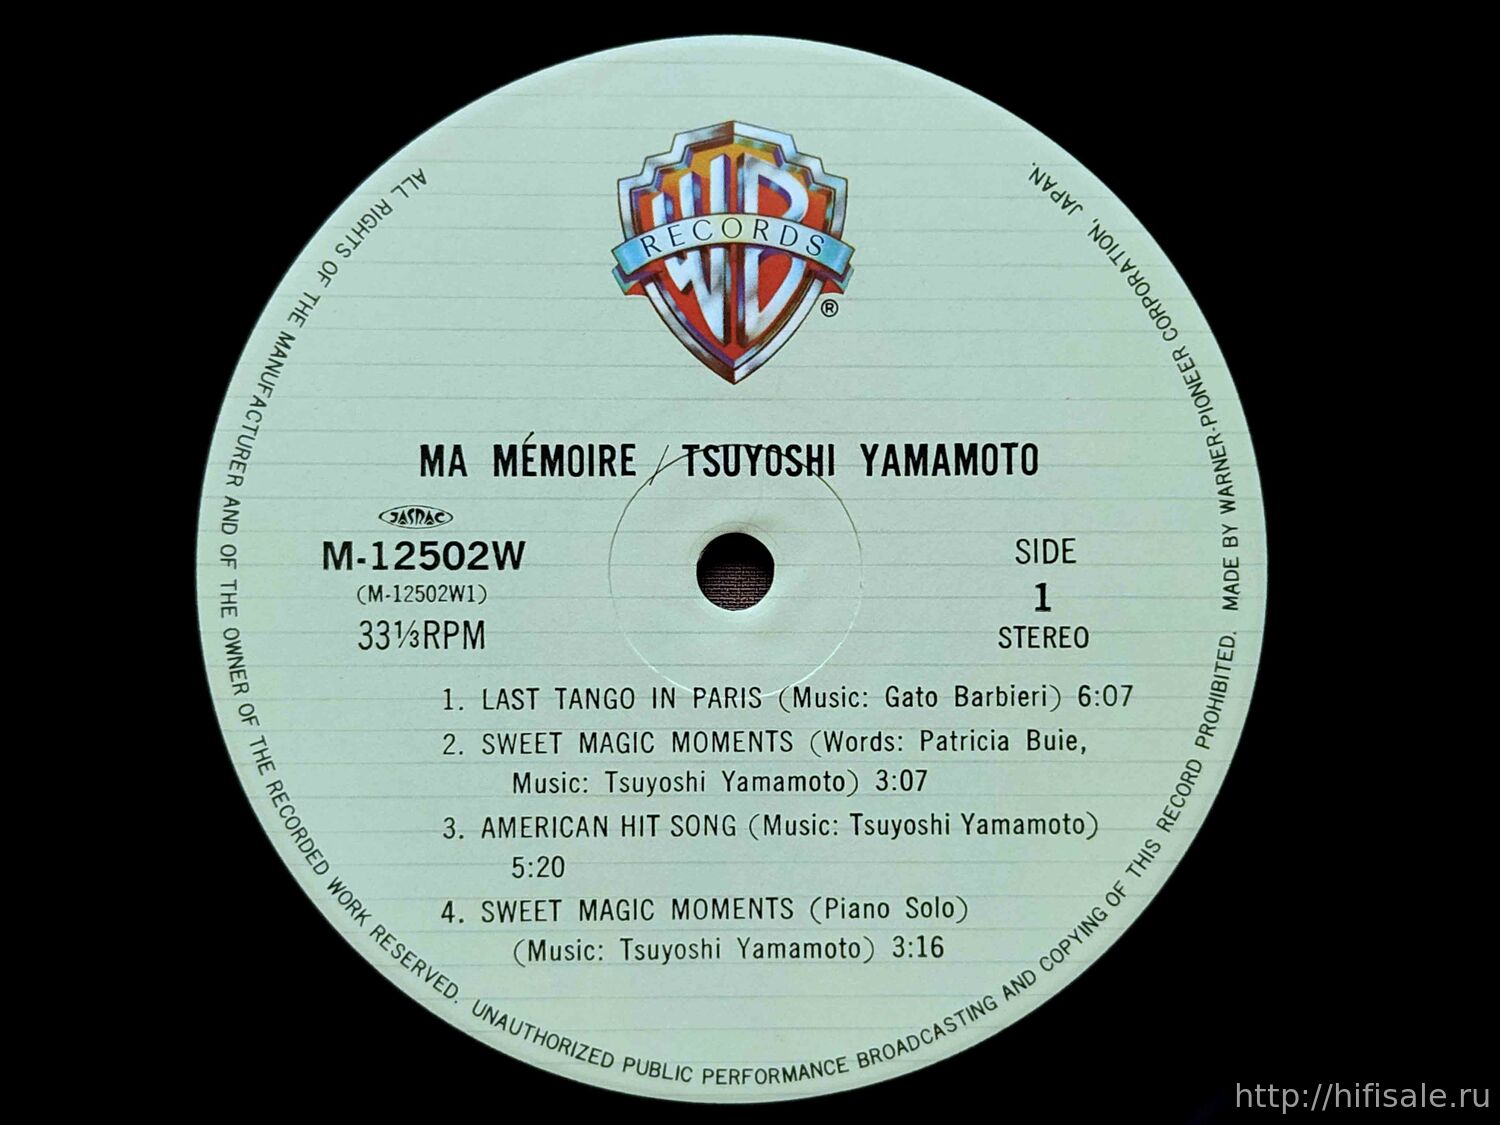 WB
RECORDS
®
MA MÉMOIRE / TSUYOSHI YAMAMOTO
JASRAC
M-12502W
(M-12502W1)
33⅓RPM
SIDE
1
STEREO
1. LAST TANGO IN PARIS (Music: Gato Barbieri) 6:07
2. SWEET MAGIC MOMENTS (Words: Patricia Buie,
Music: Tsuyoshi Yamamoto) 3:07
3. AMERICAN HIT SONG (Music: Tsuyoshi Yamamoto)
5:20
4. SWEET MAGIC MOMENTS (Piano Solo)
(Music: Tsuyoshi Yamamoto) 3:16
ALL RIGHTS OF THE MANUFACTURER AND OF THE OWNER OF THE RECORDED WORK RESERVED. UNAUTHORIZED PUBLIC PERFORMANCE BROADCASTING AND COPYING OF THIS RECORD PROHIBITED. MADE BY WARNER-PIONEER CORPORATION, JAPAN.
http://hifisale.ru